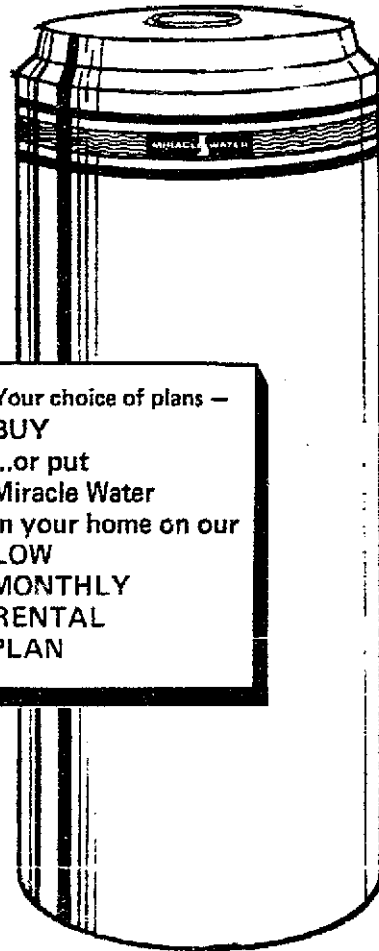 MIRACLE WATER
Your choice of plans —
BUY
..or put
Miracle Water
in your home on our
LOW
MONTHLY
RENTAL
PLAN